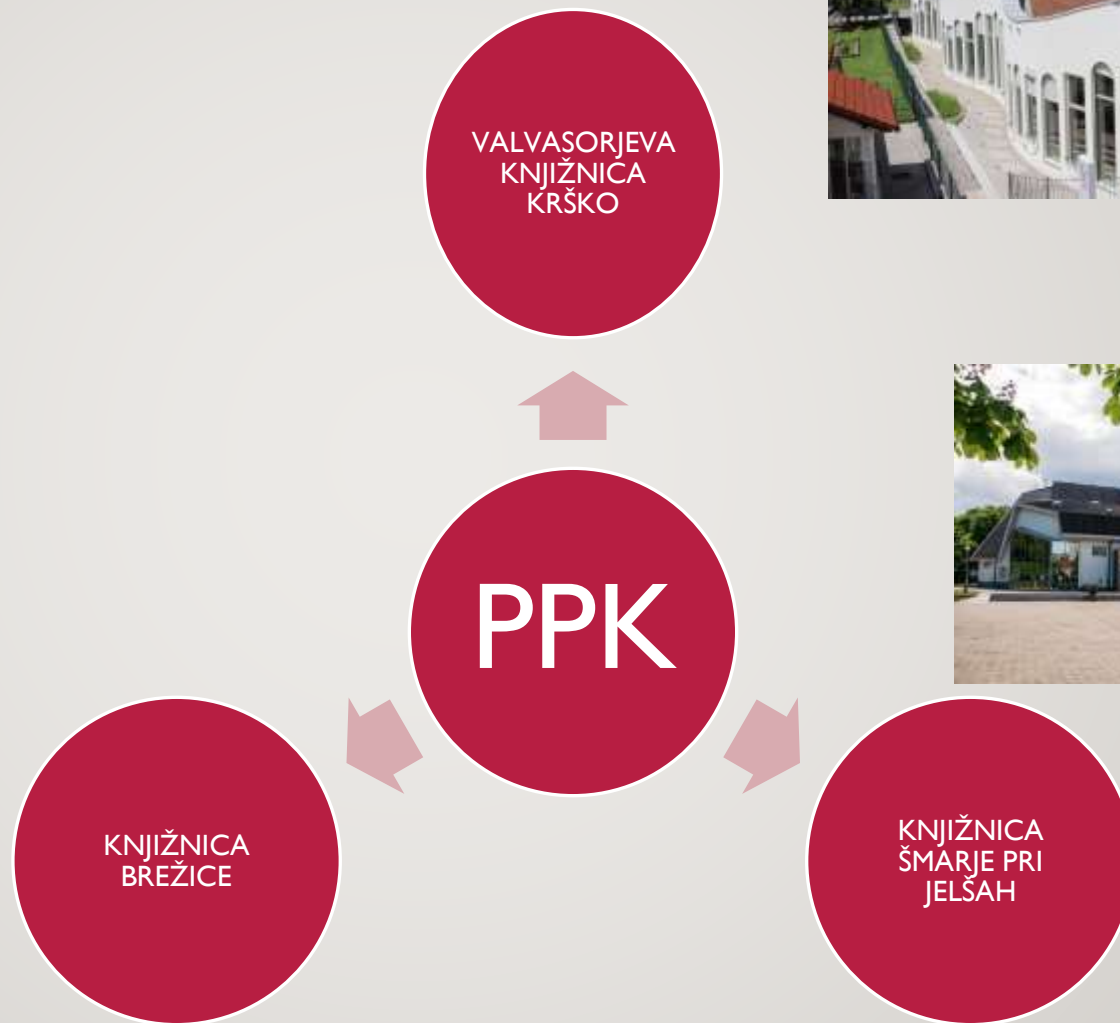 VALVASORJEVA
KNJIŽNICA
KRŠKO
PPK
KNJIŽNICA
BREŽICE
KNJIŽNICA
ŠMARJE PRI
JELŠAH